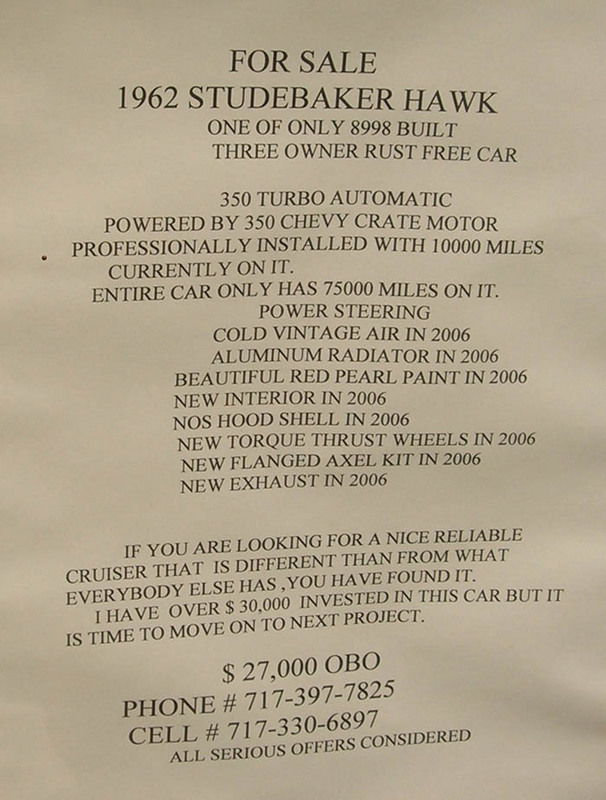 FOR SALE
1962 STUDEBAKER HAWK
ONE OF ONLY 8998 BUILT
THREE OWNER RUST FREE CAR
350 TURBO AUTOMATIC
POWERED BY 350 CHEVY CRATE MOTOR
PROFESSIONALLY INSTALLED WITH 10000 MILES
CURRENTLY ON IT.
ENTIRE CAR ONLY HAS 75000 MILES ON IT.
POWER STEERING
COLD VINTAGE AIR IN 2006
ALUMINUM RADIATOR IN 2006
BEAUTIFUL RED PEARL PAINT IN 2006
NEW INTERIOR IN 2006
NOS HOOD SHELL IN 2006
NEW TORQUE THRUST WHEELS IN 2006
NEW FLANGED AXEL KIT IN 2006
NEW EXHAUST IN 2006
IF YOU ARE LOOKING FOR A NICE RELIABLE
CRUISER THAT IS DIFFERENT THAN FROM WHAT
EVERYBODY ELSE HAS ,YOU HAVE FOUND IT.
I HAVE OVER $ 30,000 INVESTED IN THIS CAR BUT IT
IS TIME TO MOVE ON TO NEXT PROJECT.
$ 27,000 OBO
PHONE # 717-397-7825
CELL # 717-330-6897
ALL SERIOUS OFFERS CONSIDERED